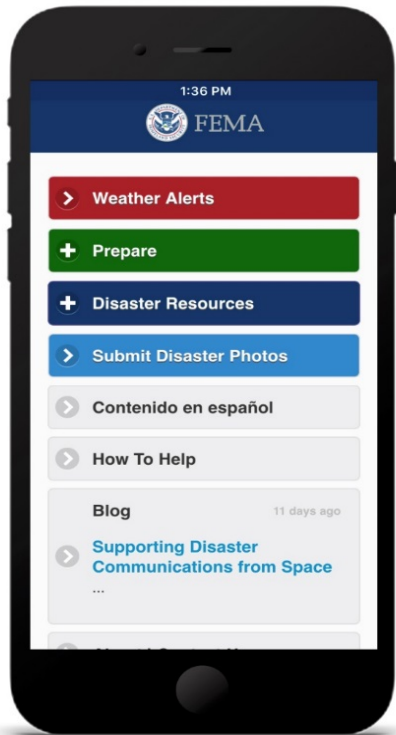 1:36 PM
FEMA
Weather Alerts
Prepare
Disaster Resources
Submit Disaster Photos
Contenido en español
How To Help
Blog 11 days ago
Supporting Disaster
Communications from Space
...